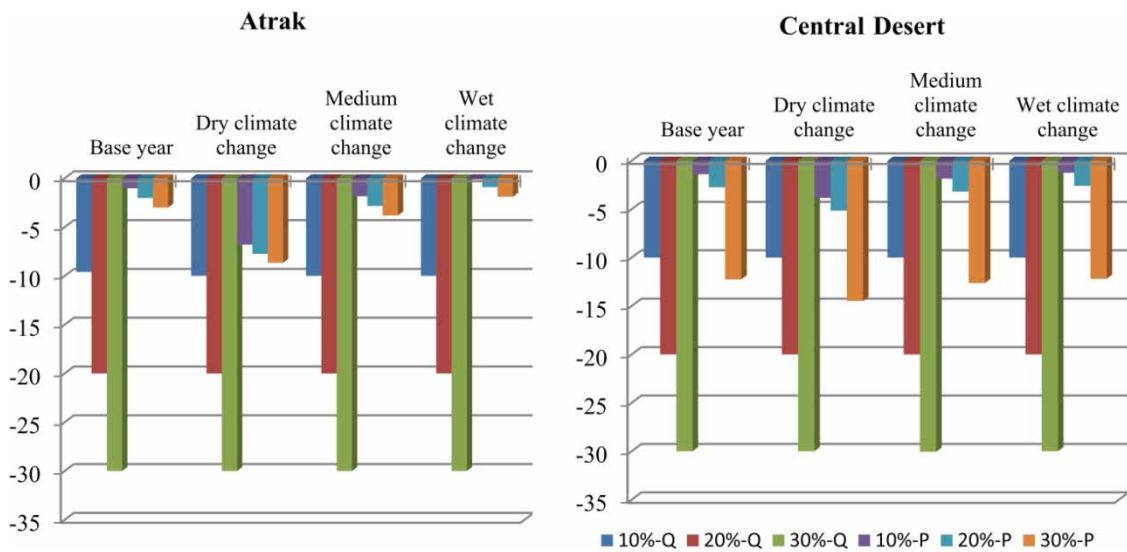 Atrak
Base year
Dry climate
change
Medium
climate
change
Wet
climate
change
0
-5
-10
-15
-20
-25
-30
-35
Central Desert
Base year
Dry climate
change
Medium
climate
change
Wet climate
change
0
-5
-10
-15
-20
-25
-30
-35
10%-Q 20%-Q 30%-Q 10%-P 20%-P 30%-P